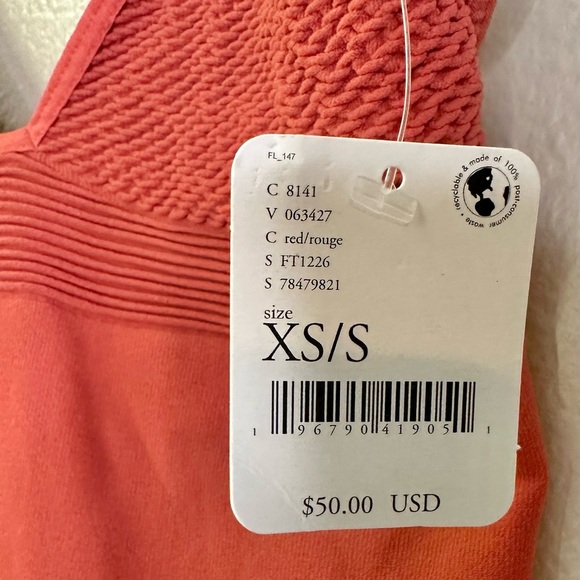 FL_147
recyclable & made of 100% post-consumer waste •
C 8141
V 063427
C red/rouge
S FT1226
S 78479821
size
XS/S
1 96790 41905 1
$50.00 USD